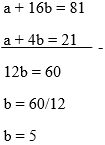 a + 16b = 81
a + 4b = 21
-
12b = 60
b = 60/12
b = 5